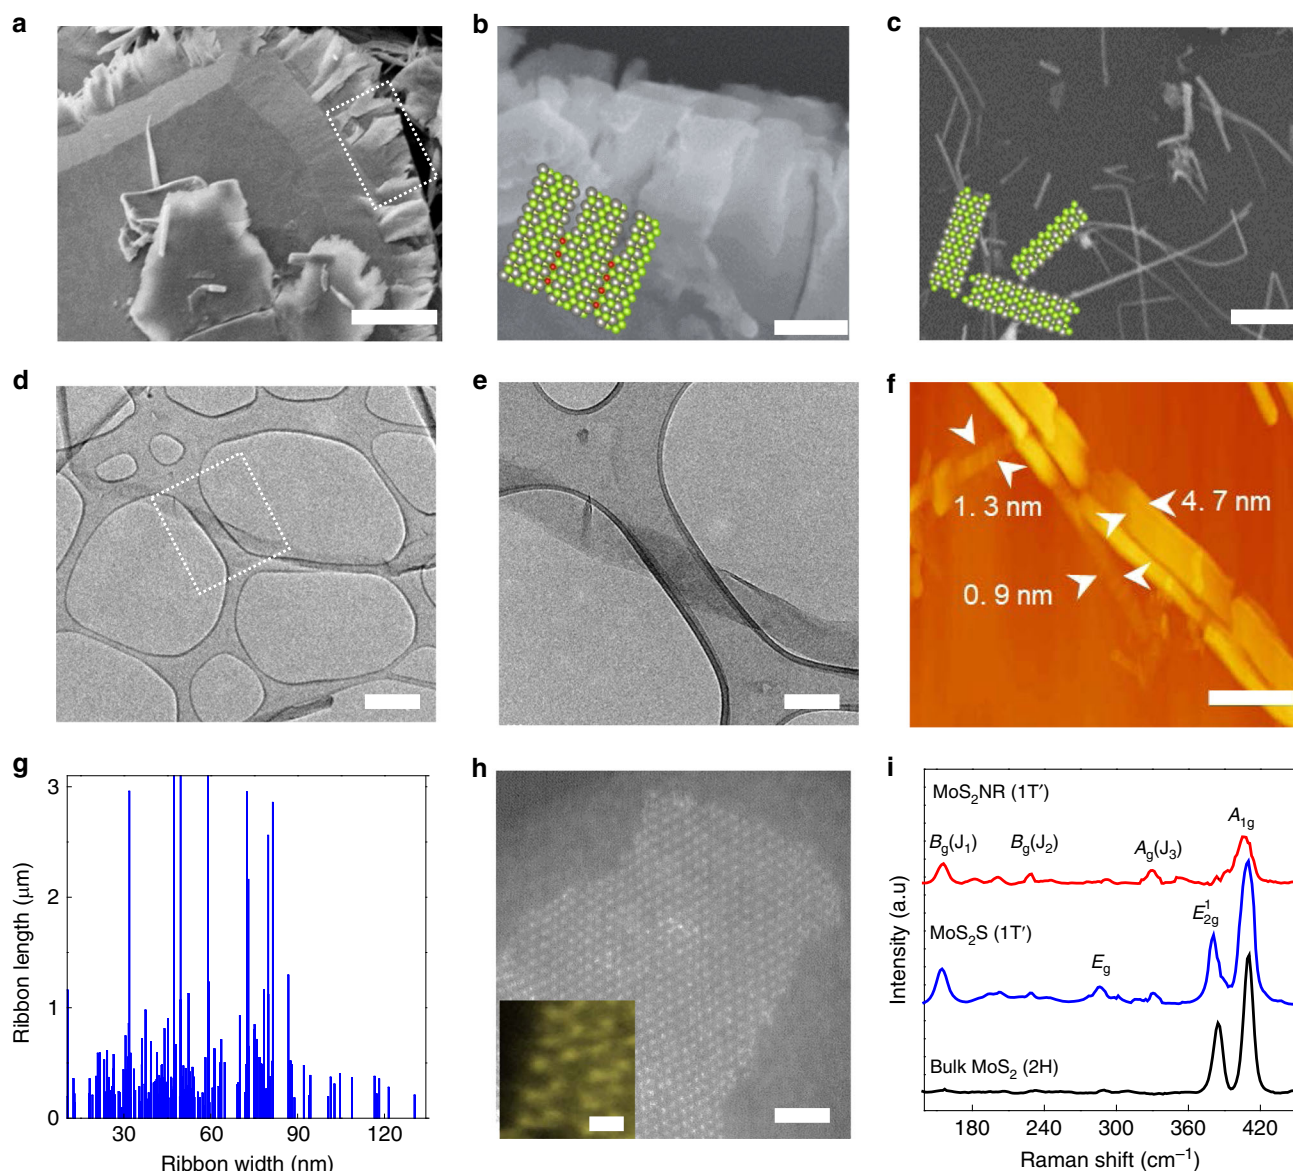 a
b
c
d
e
f
1. 3 nm
4. 7 nm
0. 9 nm
g
3
2
1
0
30
60
90
120
Ribbon length (μm)
Ribbon width (nm)
h
i
MoS₂NR (1T′)
A₁g
Bg(J₁)
Bg(J₂)
Ag(J₃)
E¹₂g
MoS₂S (1T′)
Eg
Bulk MoS₂ (2H)
Intensity (a.u)
180
240
300
360
420
Raman shift (cm⁻¹)